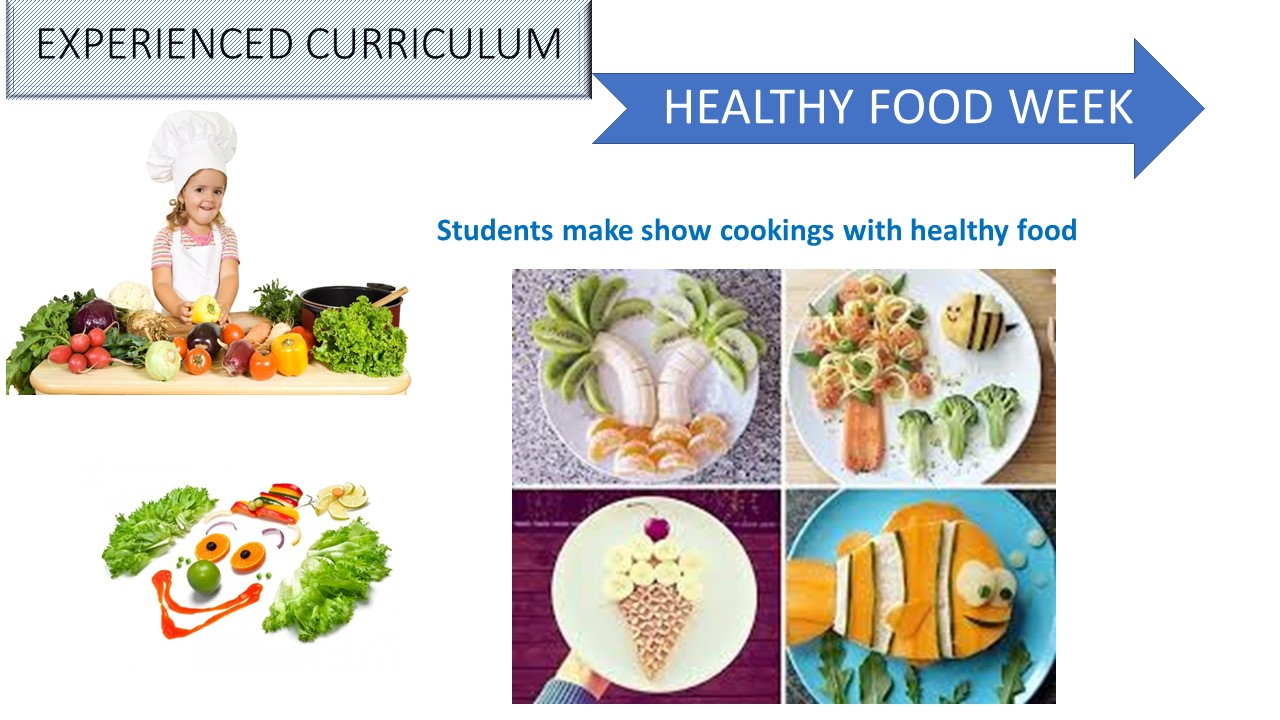 EXPERIENCED CURRICULUM
HEALTHY FOOD WEEK
Students make show cookings with healthy food